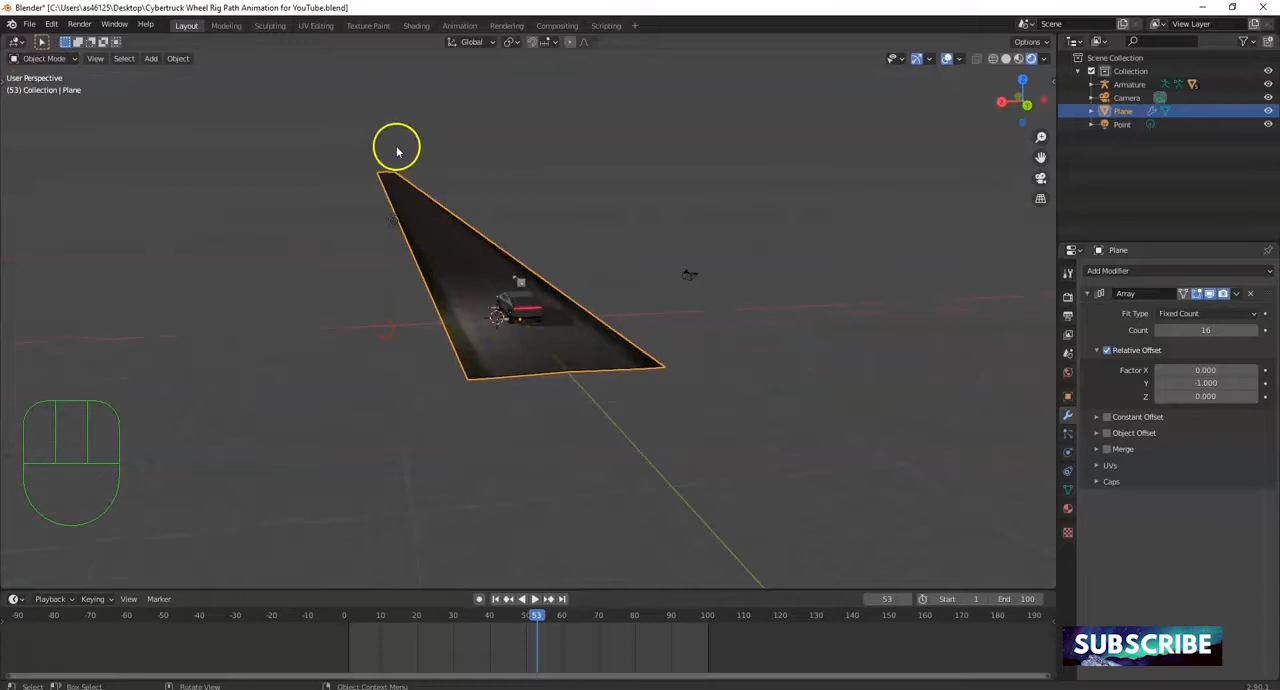 Blender* [C:\Users\as46125\Desktop\Cybertruck Wheel Rig Path Animation for YouTube.blend]
File Edit Render Window Help Layout Modeling Sculpting UV Editing Texture Paint Shading Animation Rendering Compositing Scripting + Scene View Layer
Global Options
Object Mode View Select Add Object
User Perspective
(53) Collection | Plane
Scene Collection
Collection
Armature
Camera
Plane
Point
X
Y
Z
Plane
Add Modifier
Array
Fit Type Fixed Count
Count 16
Relative Offset
Factor X 0.000
Y -1.000
Z 0.000
Constant Offset
Object Offset
Merge
UVs
Caps
Playback Keying View Marker 53 Start 1 End 100
-90 -80 -70 -60 -50 -40 -30 -20 -10 0 10 20 30 40 50 53 60 70 80 90 100 110 120 130 140 150 160 170 180 190
SUBSCRIBE
Select Box Select Rotate View Object Context Menu 2.90.1